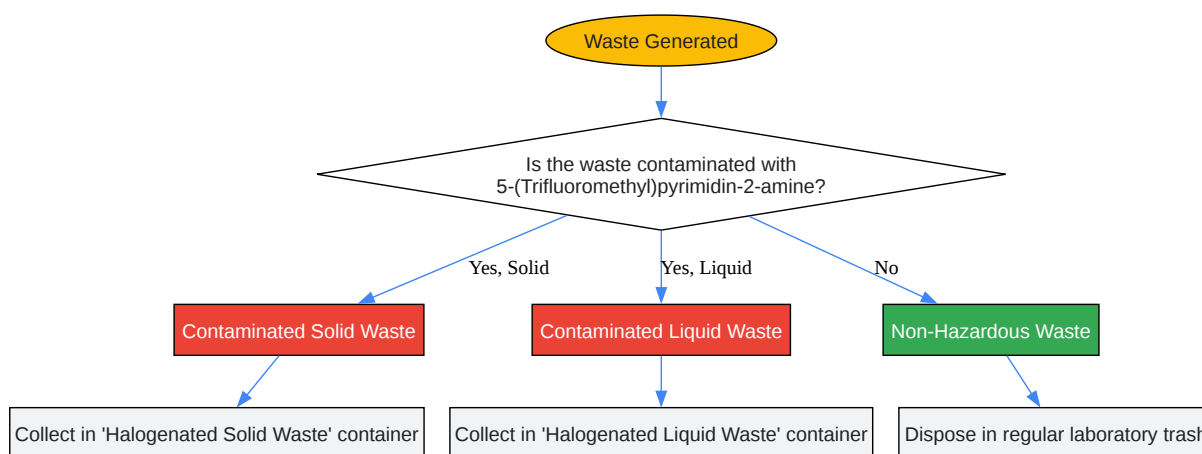 Waste Generated
Is the waste contaminated with
5-(Trifluoromethyl)pyrimidin-2-amine?
Yes, Solid
Yes, Liquid
No
Contaminated Solid Waste
Contaminated Liquid Waste
Non-Hazardous Waste
Collect in 'Halogenated Solid Waste' container
Collect in 'Halogenated Liquid Waste' container
Dispose in regular laboratory trash